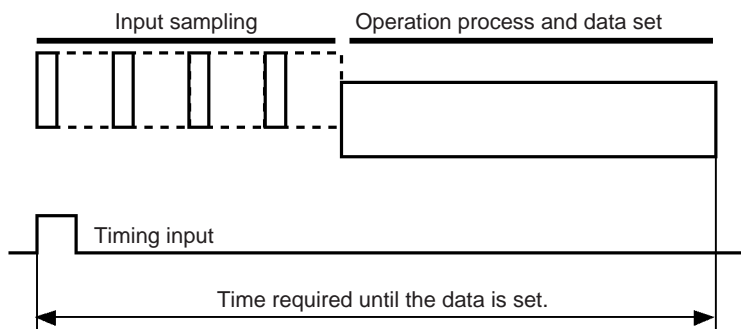 Input sampling
Operation process and data set
Timing input
Time required until the data is set.